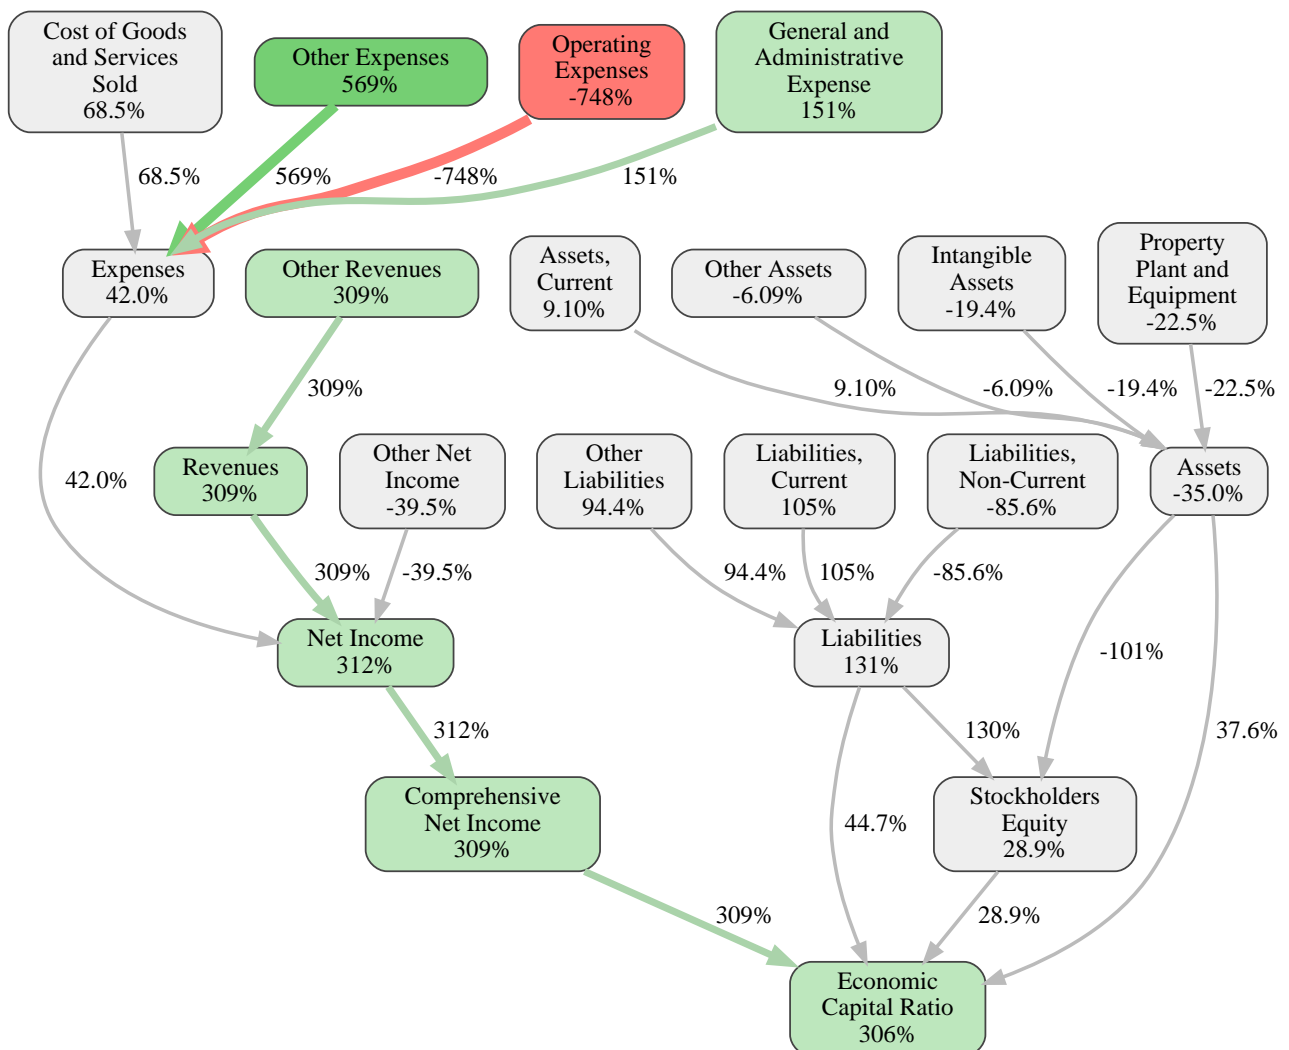 Cost of Goods
and Services
Sold
68.5%
Other Expenses
569%
Operating
Expenses
-748%
General and
Administrative
Expense
151%
68.5%
569%
-748%
151%
Expenses
42.0%
Other Revenues
309%
Assets,
Current
9.10%
Other Assets
-6.09%
Intangible
Assets
-19.4%
Property
Plant and
Equipment
-22.5%
309%
9.10%
-6.09%
-19.4%
-22.5%
42.0%
Revenues
309%
Other Net
Income
-39.5%
Other
Liabilities
94.4%
Liabilities,
Current
105%
Liabilities,
Non-Current
-85.6%
Assets
-35.0%
309%
-39.5%
94.4%
105%
-85.6%
Net Income
312%
Liabilities
131%
-101%
312%
130%
37.6%
Comprehensive
Net Income
309%
44.7%
Stockholders
Equity
28.9%
309%
28.9%
Economic
Capital Ratio
306%